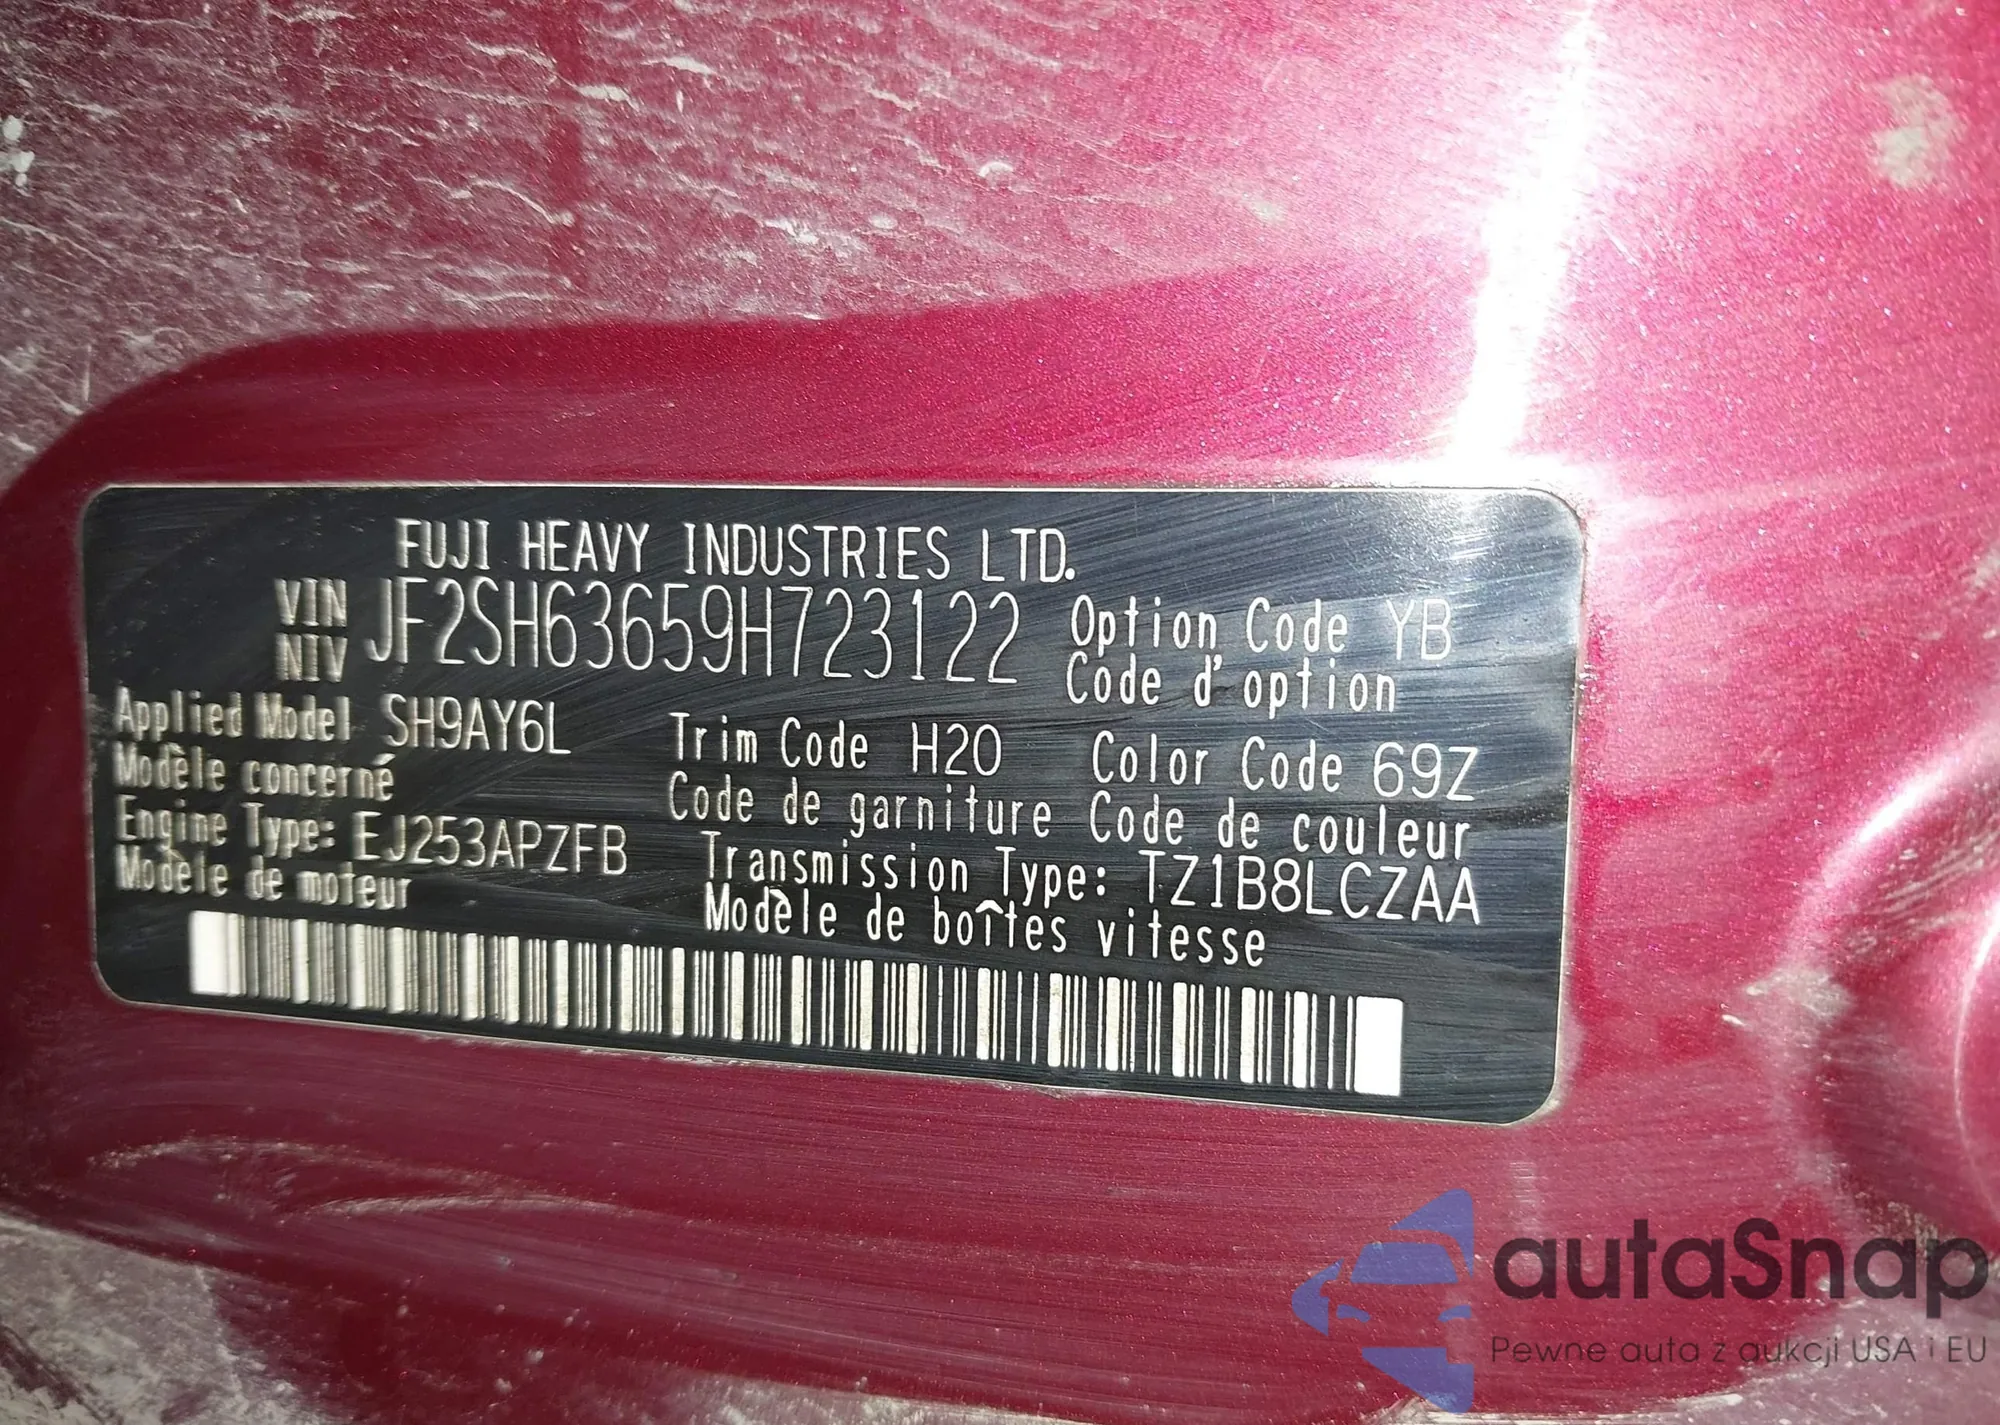 FUJI HEAVY INDUSTRIES LTD.
VIN JF2SH63659H723122
NIV
Option Code YB
Code d'option
Applied Model SH9AY6L
Modèle concerné
Trim Code H20
Code de garniture
Color Code 69Z
Code de couleur
Engine Type: EJ253APZFB
Modèle de moteur
Transmission Type: TZ1B8LCZAA
Modèle de boîtes vitesse
autaSnap
Pewne auta z aukcji USA i EU